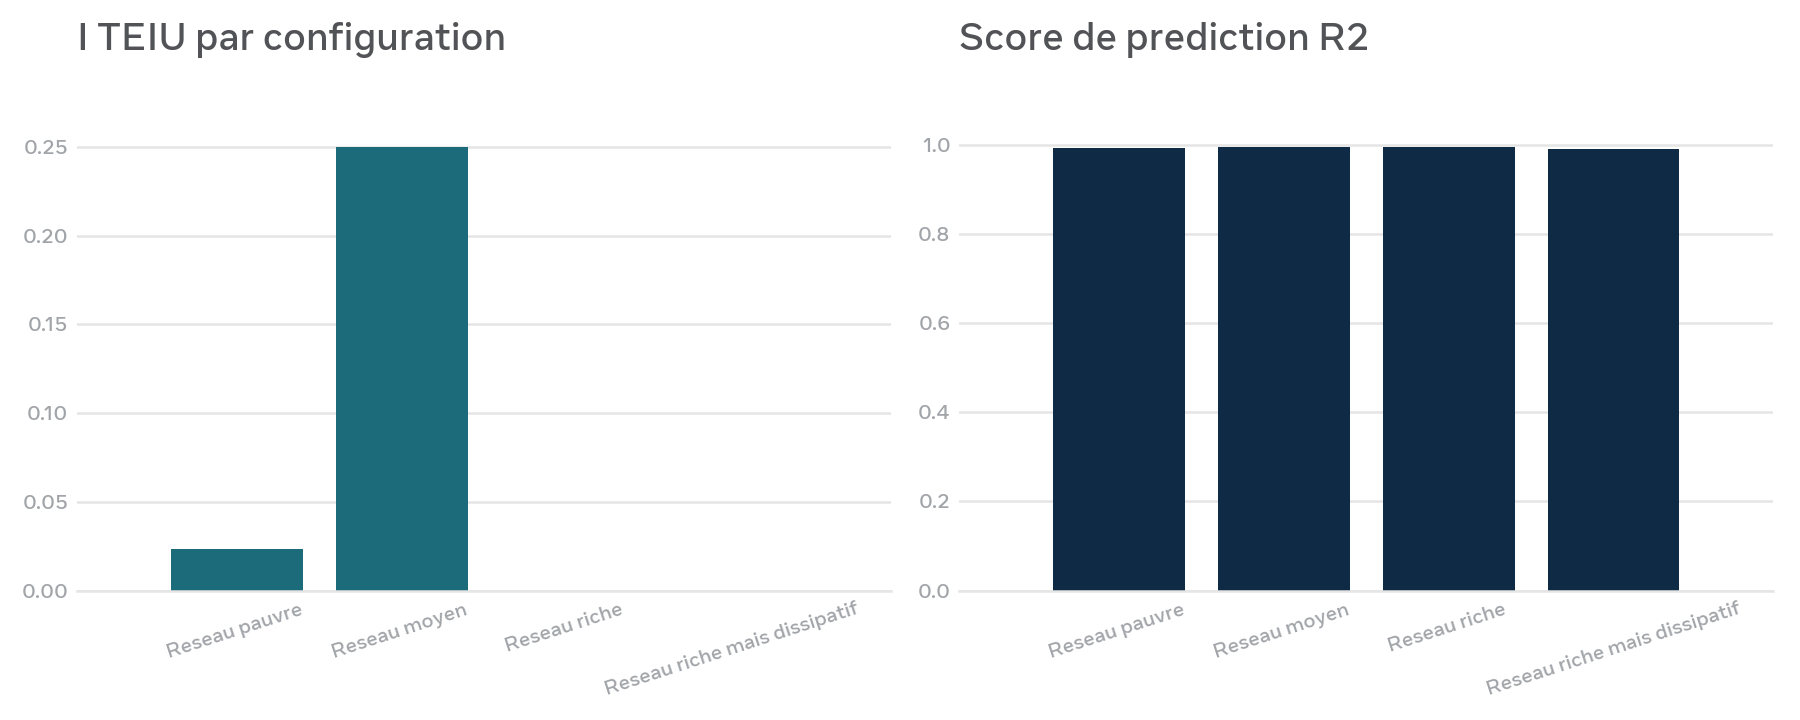 I TEIU par configuration
0.25
0.20
0.15
0.10
0.05
0.00
Reseau pauvre
Reseau moyen
Reseau riche
Reseau riche mais dissipatif
Score de prediction R2
1.0
0.8
0.6
0.4
0.2
0.0
Reseau pauvre
Reseau moyen
Reseau riche
Reseau riche mais dissipatif